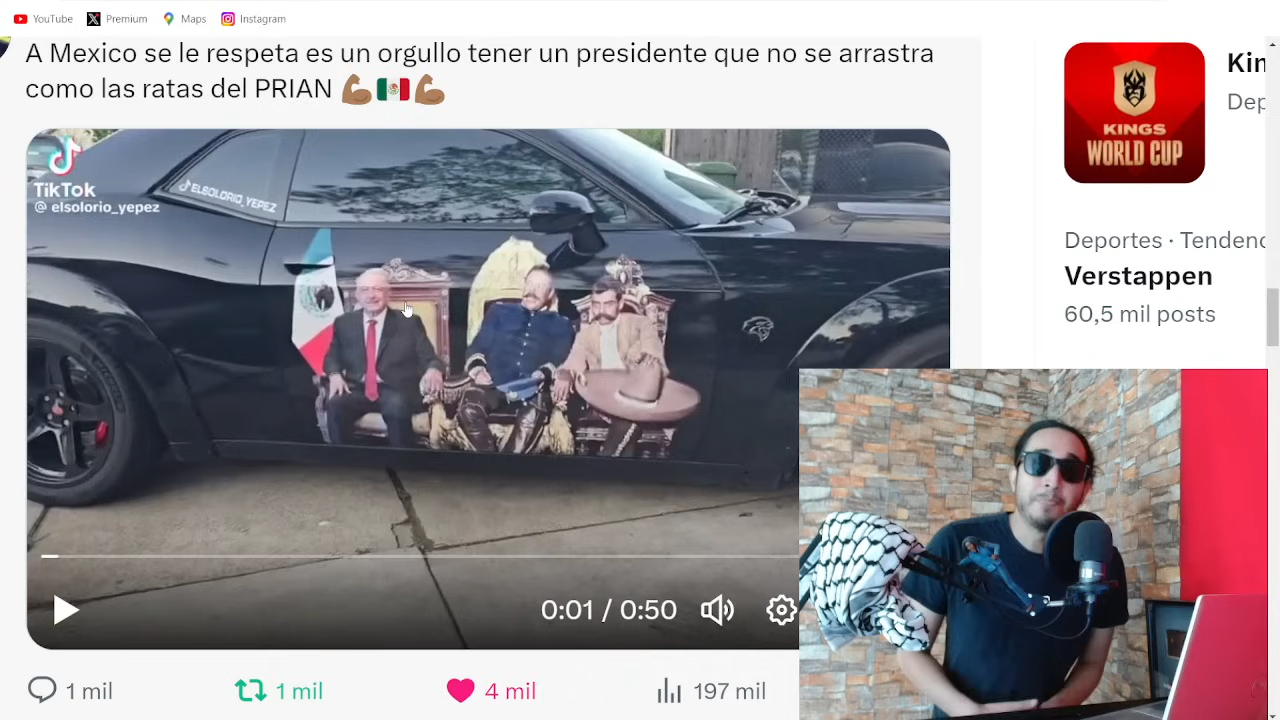 YouTube
Premium
Maps
Instagram
A Mexico se le respeta es un orgullo tener un presidente que no se arrastra
como las ratas del PRIAN
TikTok
@ elsolorio_yepez
ELSOLORIO_YEPEZ
0:01 / 0:50
1 mil
1 mil
4 mil
197 mil
Kin
Dep
KINGS
WORLD CUP
Deportes · Tendenc
Verstappen
60,5 mil posts